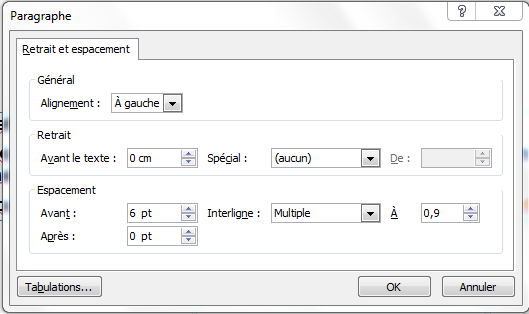 Paragraphe
Retrait et espacement
Général
Alignement : À gauche
Retrait
Avant le texte : 0 cm Spécial : (aucun) De :
Espacement
Avant : 6 pt Interligne : Multiple À 0,9
Après : 0 pt
Tabulations... OK Annuler